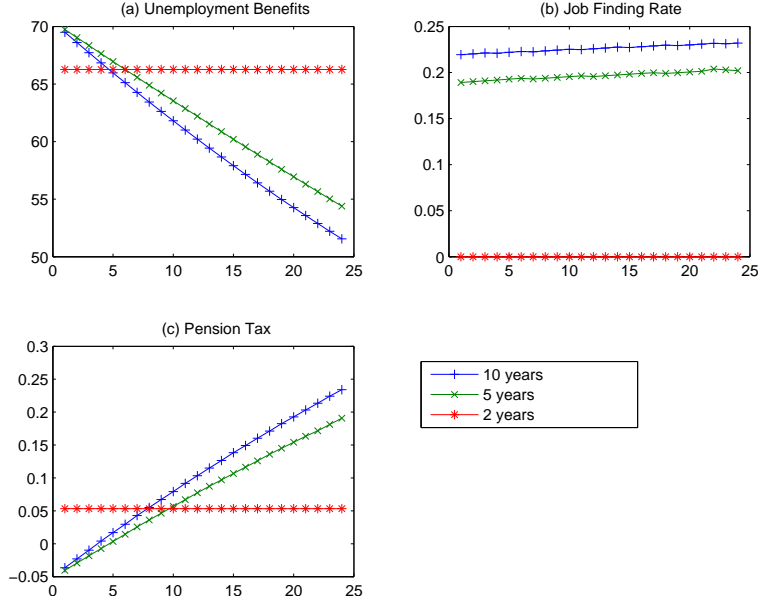 (a) Unemployment Benefits
70
65
60
55
50
0 5 10 15 20 25
(b) Job Finding Rate
0.25
0.2
0.15
0.1
0.05
0
0 5 10 15 20 25
(c) Pension Tax
0.3
0.25
0.2
0.15
0.1
0.05
0
−0.05
0 5 10 15 20 25
10 years
5 years
2 years